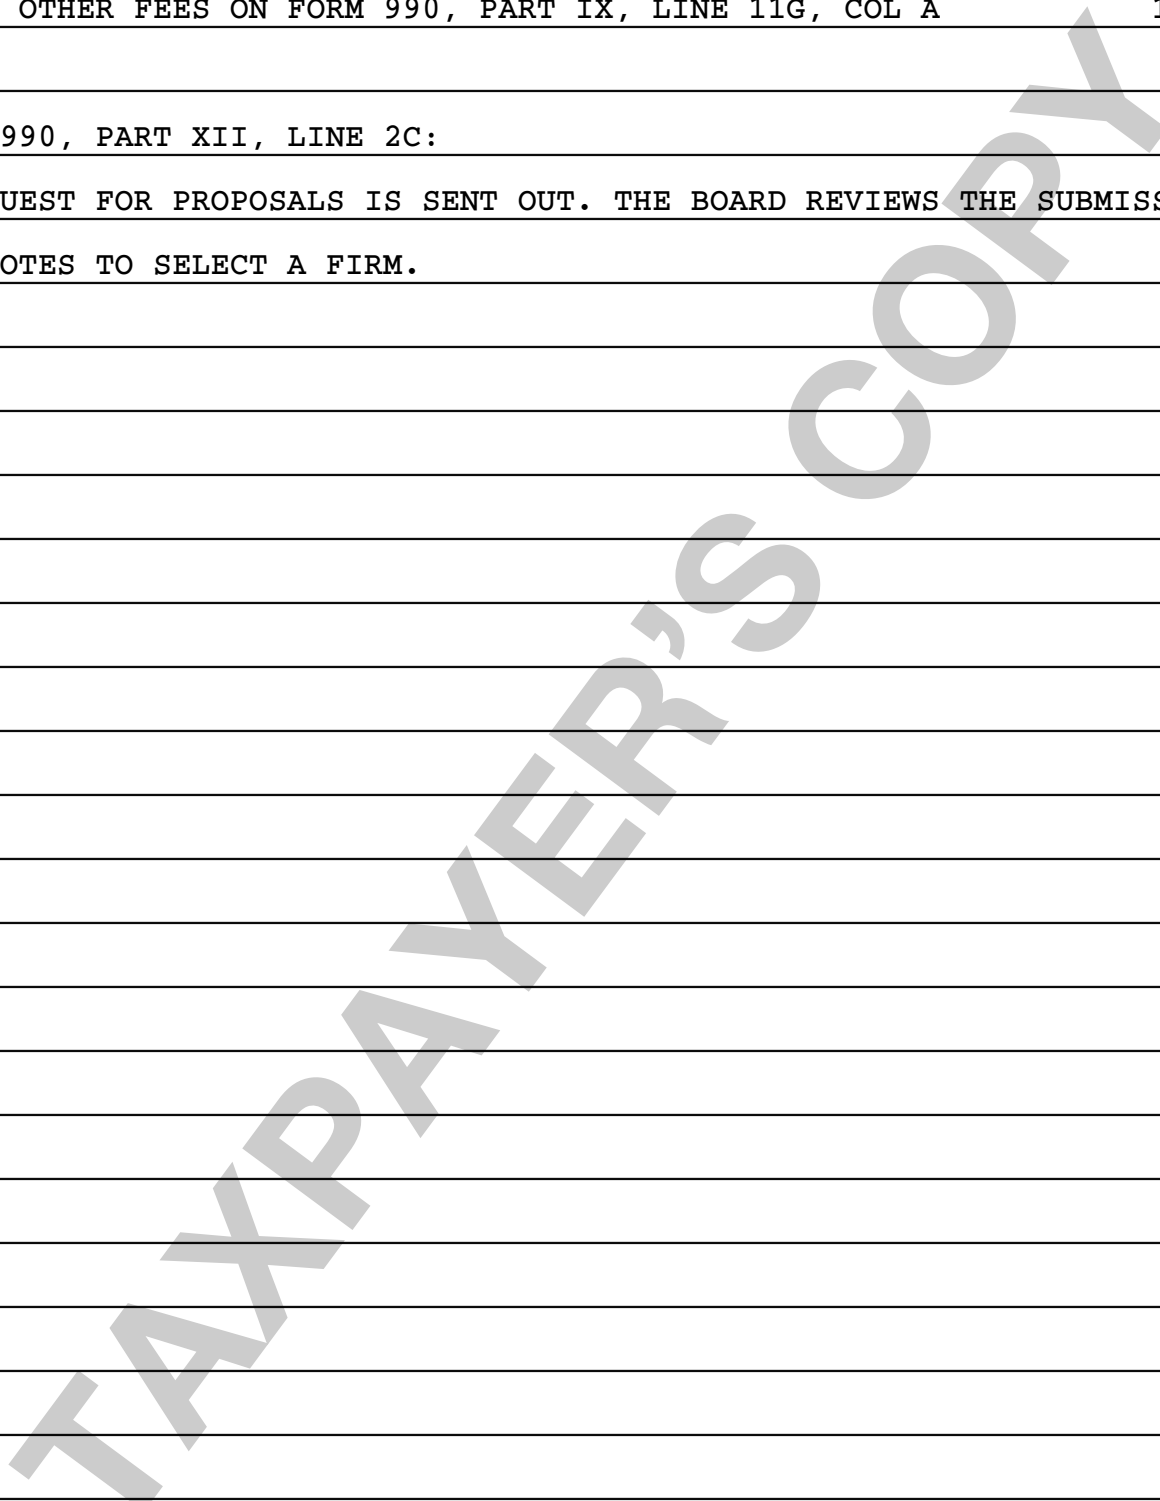 OTHER FEES ON FORM 990, PART IX, LINE 11G, COL A 1
990, PART XII, LINE 2C:
UEST FOR PROPOSALS IS SENT OUT. THE BOARD REVIEWS THE SUBMISS
OTES TO SELECT A FIRM.
TAXPAYER'S COPY